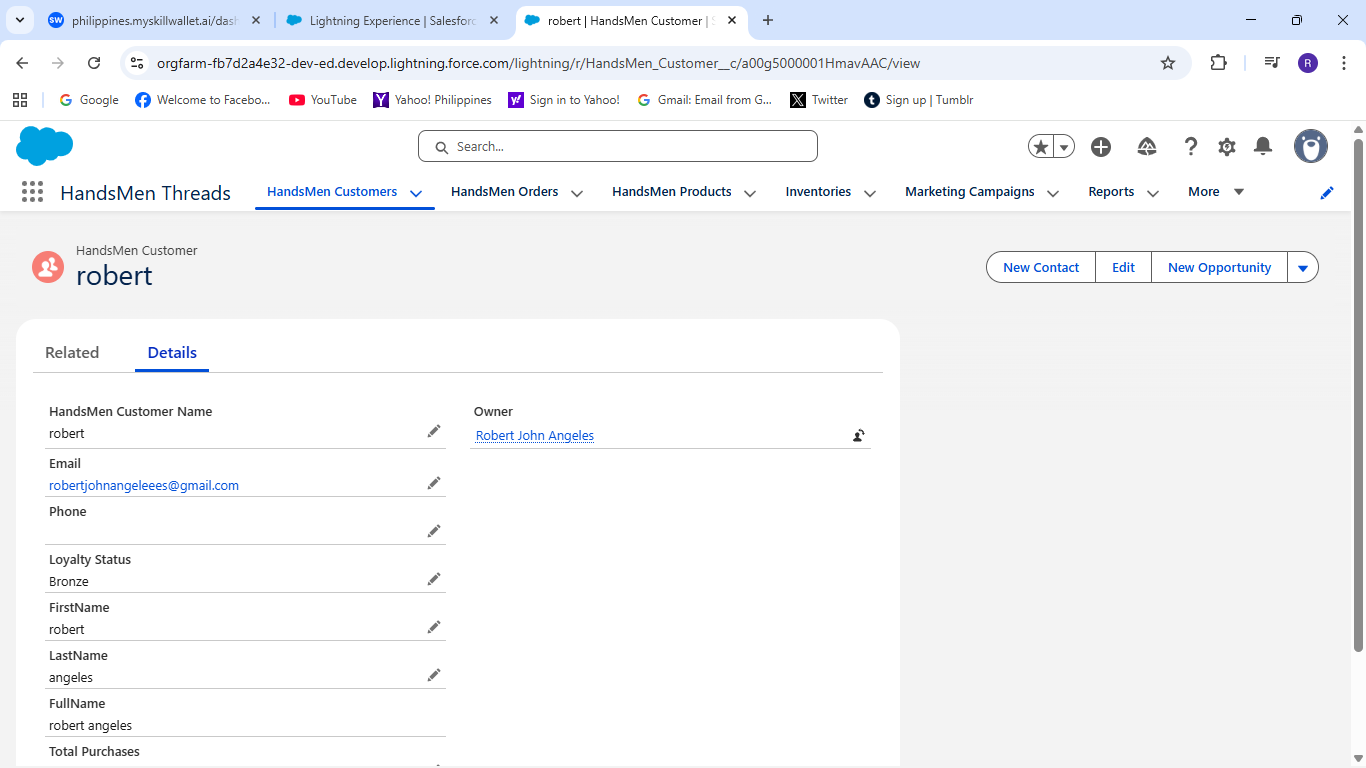 SW philippines.myskillwallet.ai/dash
Lightning Experience | Salesforc
robert | HandsMen Customer | S
orgfarm-fb7d2a4e32-dev-ed.develop.lightning.force.com/lightning/r/HandsMen_Customer__c/a00g5000001HmavAAC/view
R
Google
Welcome to Facebo...
YouTube
Yahoo! Philippines
Sign in to Yahoo!
Gmail: Email from G...
Twitter
Sign up | Tumblr
Search...
HandsMen Threads
HandsMen Customers
HandsMen Orders
HandsMen Products
Inventories
Marketing Campaigns
Reports
More
HandsMen Customer
robert
New Contact
Edit
New Opportunity
Related
Details
HandsMen Customer Name
robert
Owner
Robert John Angeles
Email
robertjohnangeleees@gmail.com
Phone
Loyalty Status
Bronze
FirstName
robert
LastName
angeles
FullName
robert angeles
Total Purchases